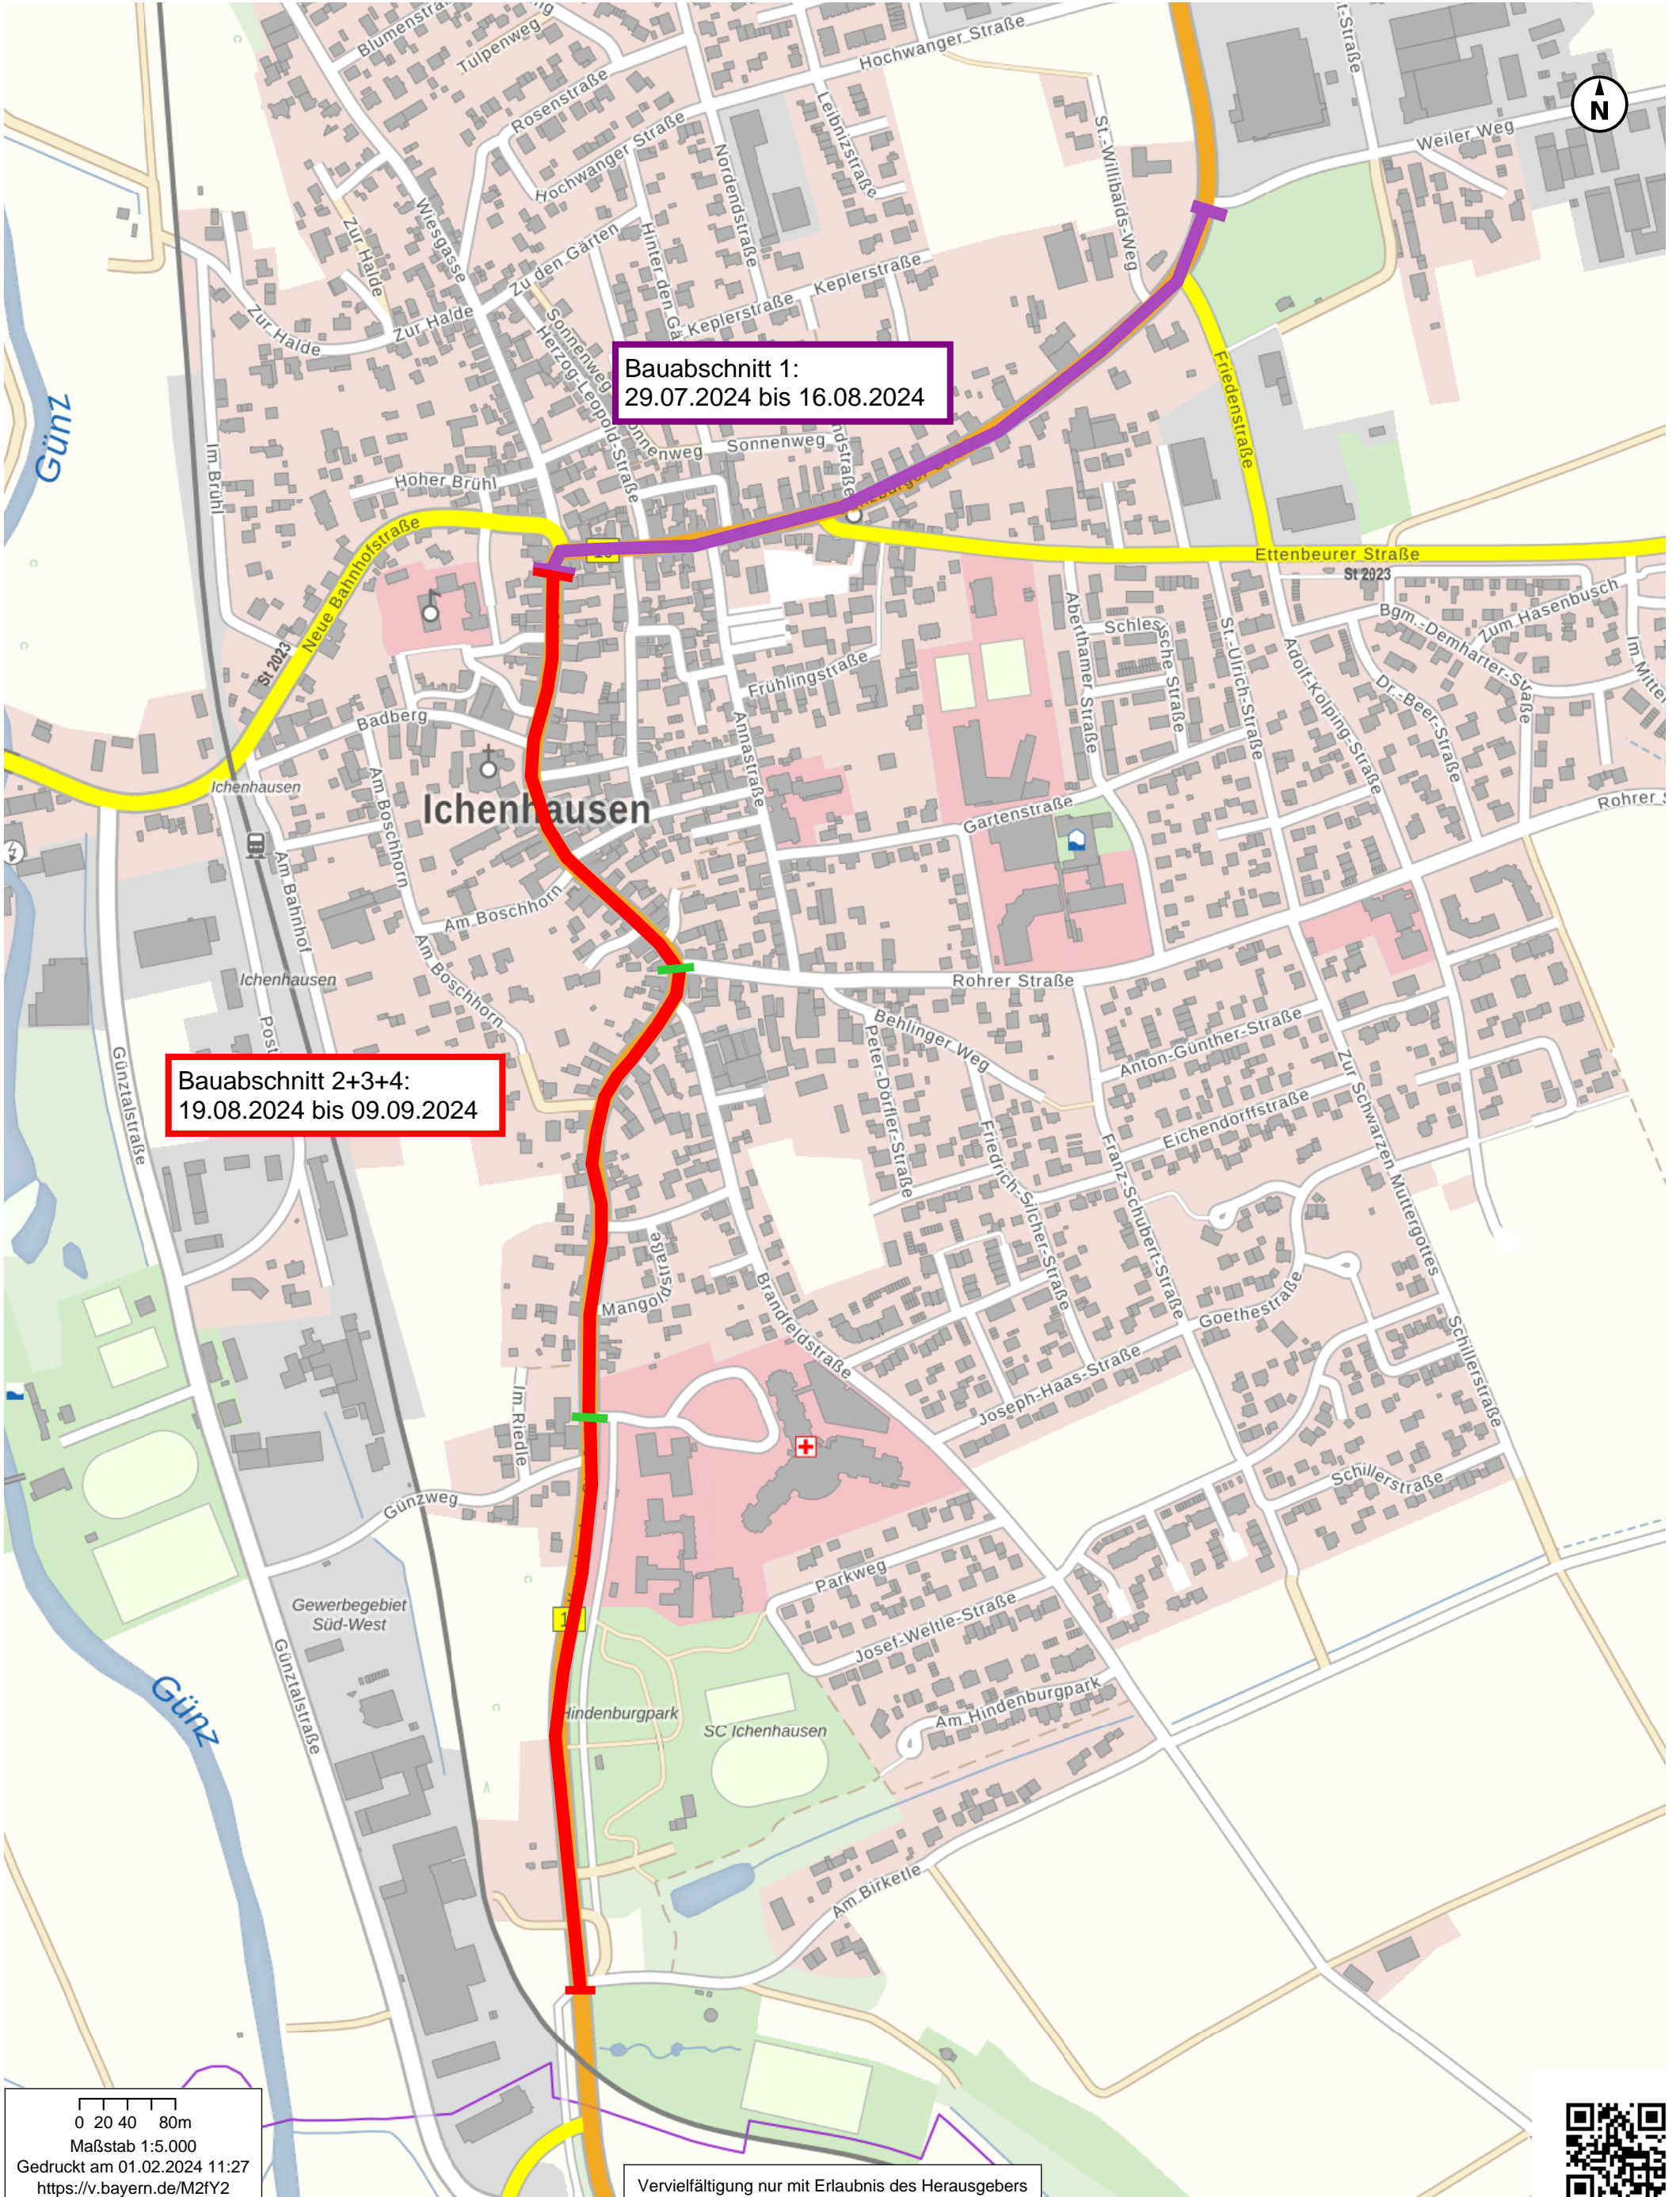 Blumenstra
Tulpenweg
Rosenstraße
Hochwanger Straße
Hochwanger Straße
Leibnizstraße
Nordendstraße
St.-Willibalds-Weg
t-Straße
N
Weiler Weg
Wiesgasse
Zur Halde
Zu den Gärten
Hinter den Gä
Keplerstraße
Keplerstraße
Zur Halde
Zur Halde
Sonnenweg
Herzog-Leopold-Straße
Bauabschnitt 1:
29.07.2024 bis 16.08.2024
Friedenstraße
Günz
Im Brühl
Hoher Brühl
Sonnenweg
ndstraße
Neue Bahnhofstraße
St 2023
Ettenbeurer Straße
St 2023
Bgm.-Demharter-Straße
Zum Hasenbusch
Aberthamer Straße
Schlesische Straße
St.-Ulrich-Straße
Adolf-Kolping-Straße
Dr.-Beer-Straße
Im Mitte
Frühlingstraße
Annastraße
Badberg
Am Boschhorn
Ichenhausen
Ichenhausen
Gartenstraße
Rohrer S
Am Bahnhof
Am Boschhorn
Am Boschhorn
Ichenhausen
Post
Rohrer Straße
Behlinger Weg
Peter-Dörfler-Straße
Anton-Günther-Straße
Eichendorffstraße
Zur Schwarzen Muttergottes
Günztalstraße
Bauabschnitt 2+3+4:
19.08.2024 bis 09.09.2024
Friedrich-Silcher-Straße
Franz-Schubert-Straße
Mangoldstraße
Brandfeldstraße
Goethestraße
Schillerstraße
Joseph-Haas-Straße
Im Riedle
Günzweg
Schillerstraße
Parkweg
Josef-Weltle-Straße
Gewerbegebiet
Süd-West
Günztalstraße
Günz
Hindenburgpark
SC Ichenhausen
Am Hindenburgpark
Am Birketle
0 20 40 80m
Maßstab 1:5.000
Gedruckt am 01.02.2024 11:27
https://v.bayern.de/M2fY2
Vervielfältigung nur mit Erlaubnis des Herausgebers